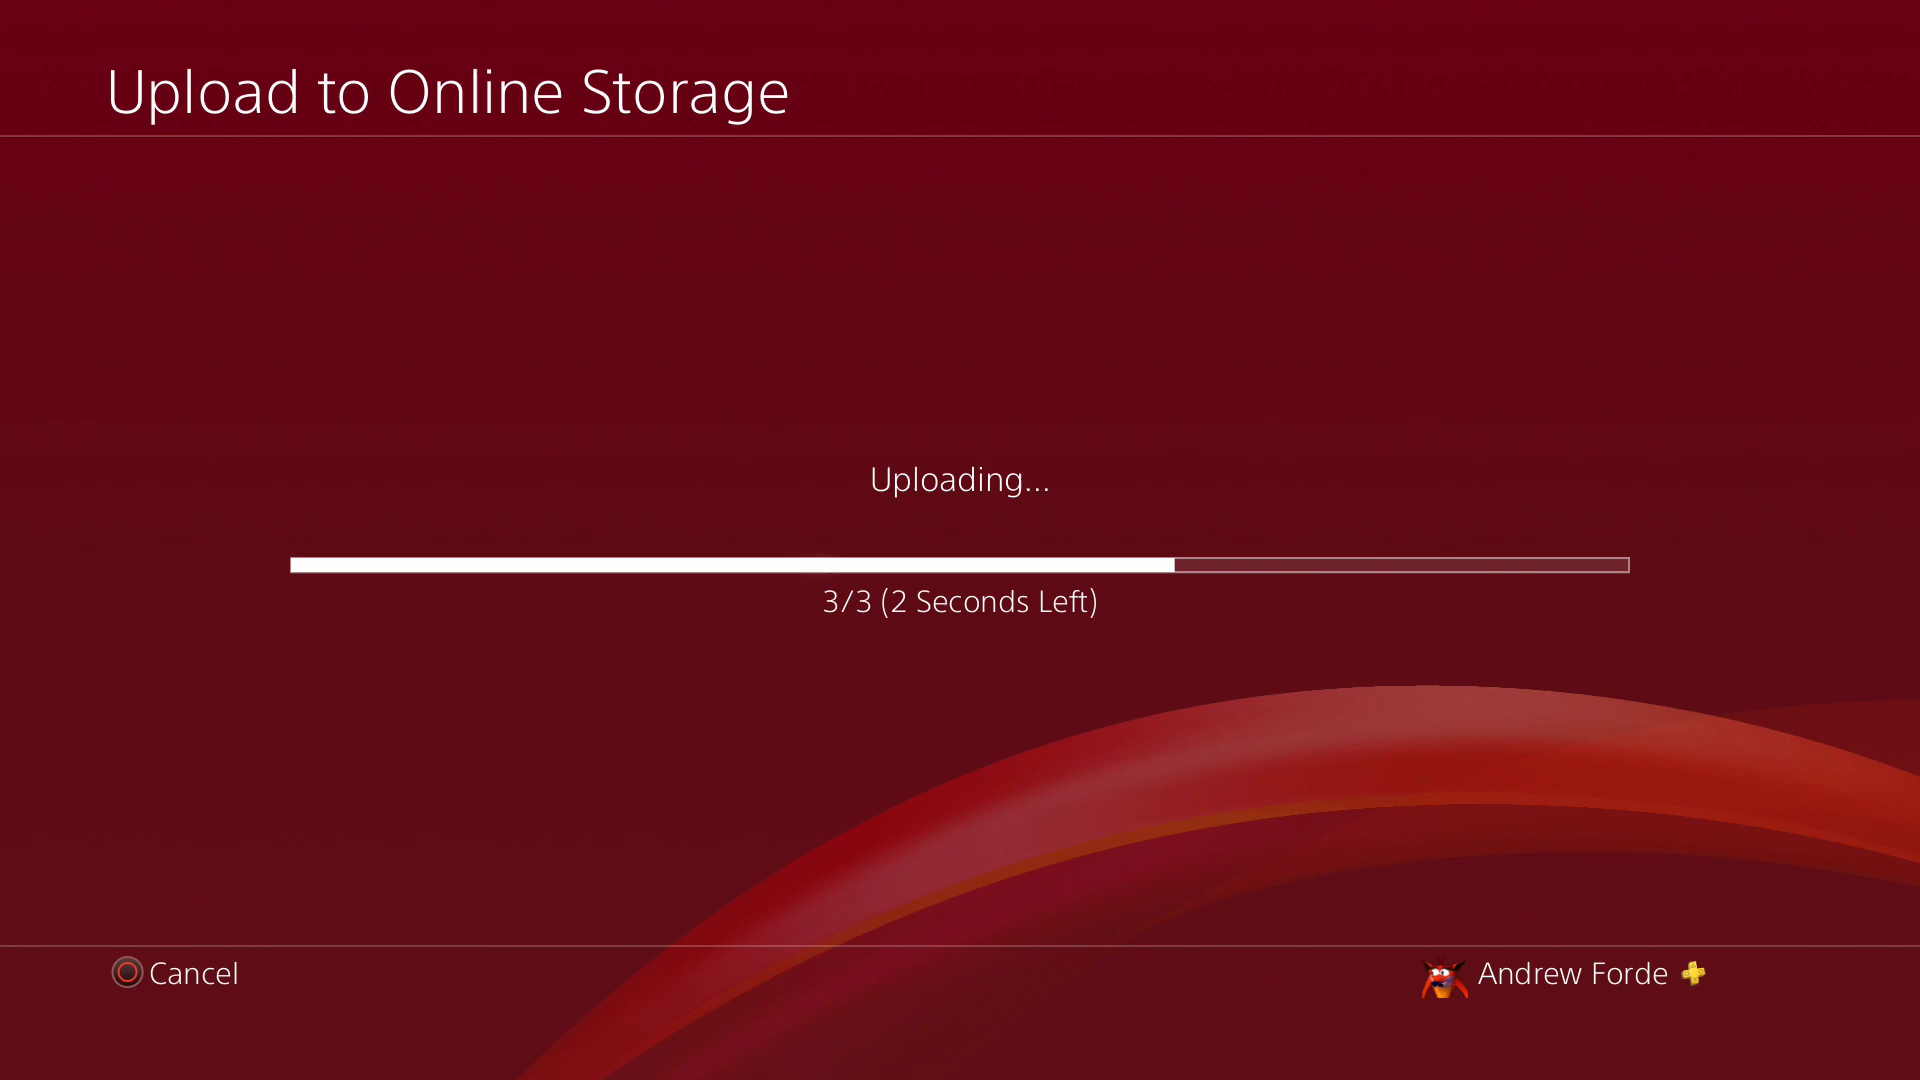 Upload to Online Storage
Uploading...
3/3 (2 Seconds Left)
Cancel
Andrew Forde